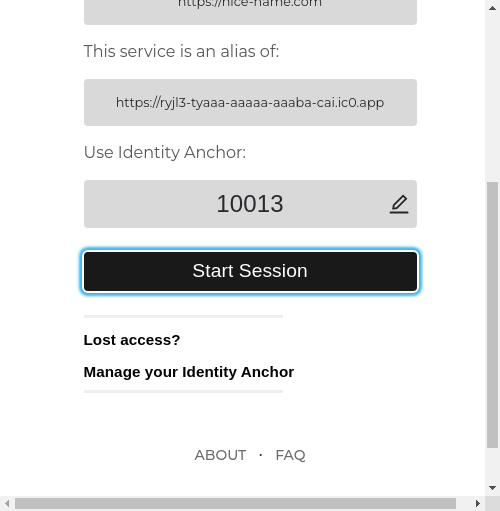 https://nice-name.com
This service is an alias of:
https://ryjl3-tyaaa-aaaaa-aaaba-cai.ic0.app
Use Identity Anchor:
10013
Start Session
Lost access?
Manage your Identity Anchor
ABOUT · FAQ